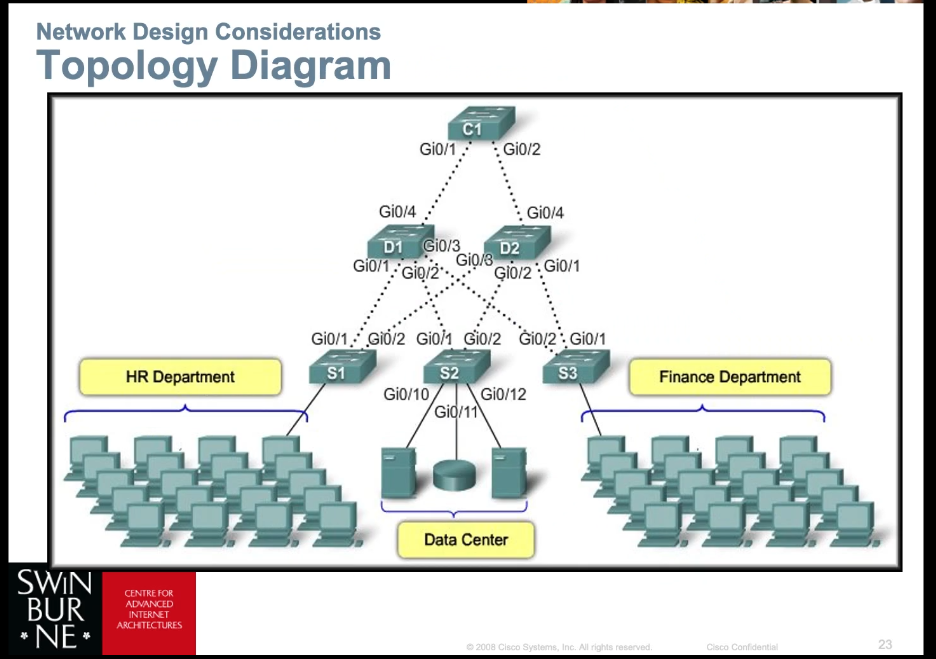 Network Design Considerations
Topology Diagram
C1
Gi0/1 Gi0/2
Gi0/4 Gi0/4
D1 D2
Gi0/3 Gi0/3
Gi0/1 Gi0/2 Gi0/2 Gi0/1
Gi0/1 Gi0/2 Gi0/1 Gi0/2 Gi0/2 Gi0/1
HR Department S1 S2 S3 Finance Department
Gi0/10 Gi0/12
Gi0/11
Data Center
SWIN
BUR
* NE *
CENTRE FOR
ADVANCED
INTERNET
ARCHITECTURES
© 2008 Cisco Systems, Inc. All rights reserved. Cisco Confidential 23